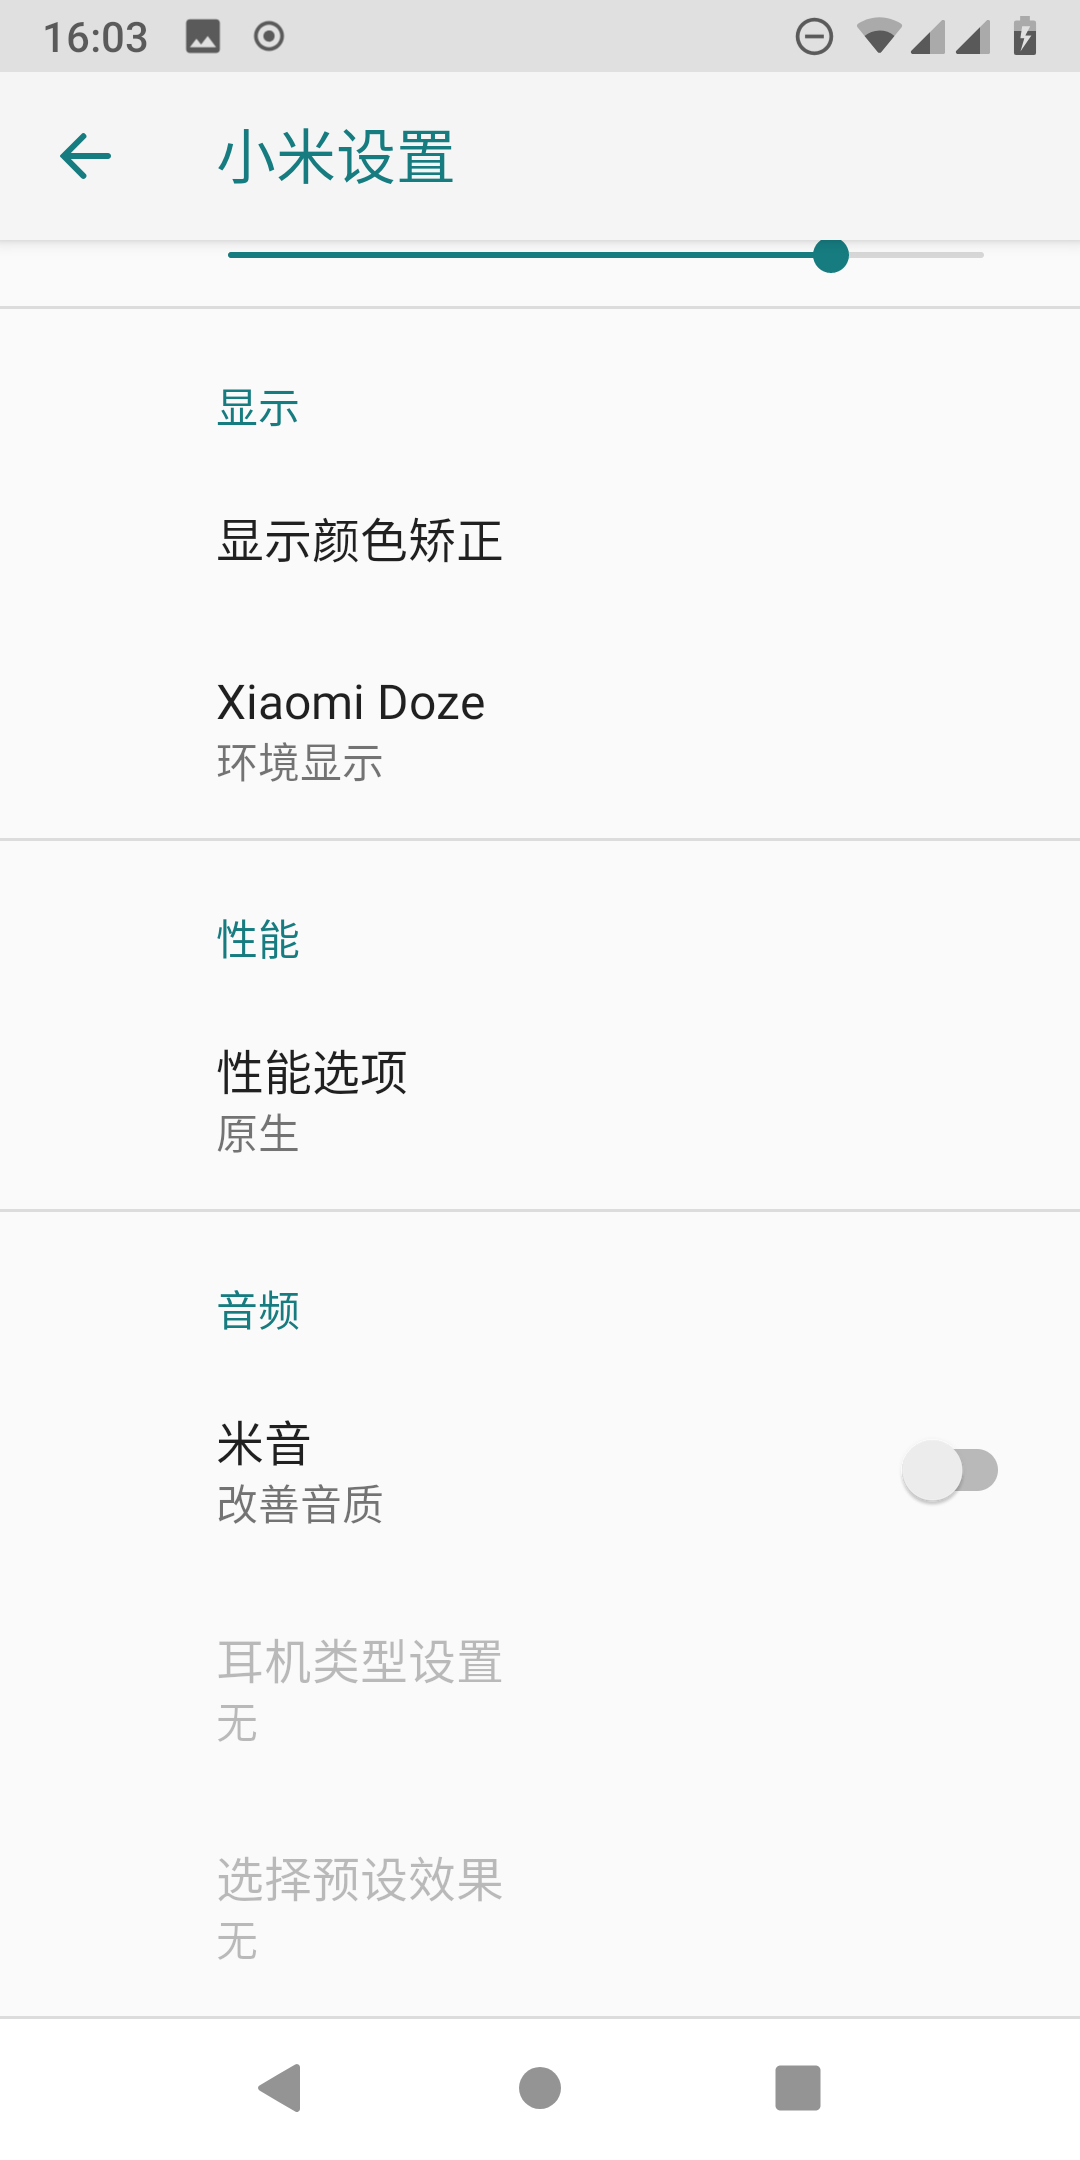 16:03
小米设置
显示
显示颜色矫正
Xiaomi Doze
环境显示
性能
性能选项
原生
音频
米音
改善音质
耳机类型设置
无
选择预设效果
无